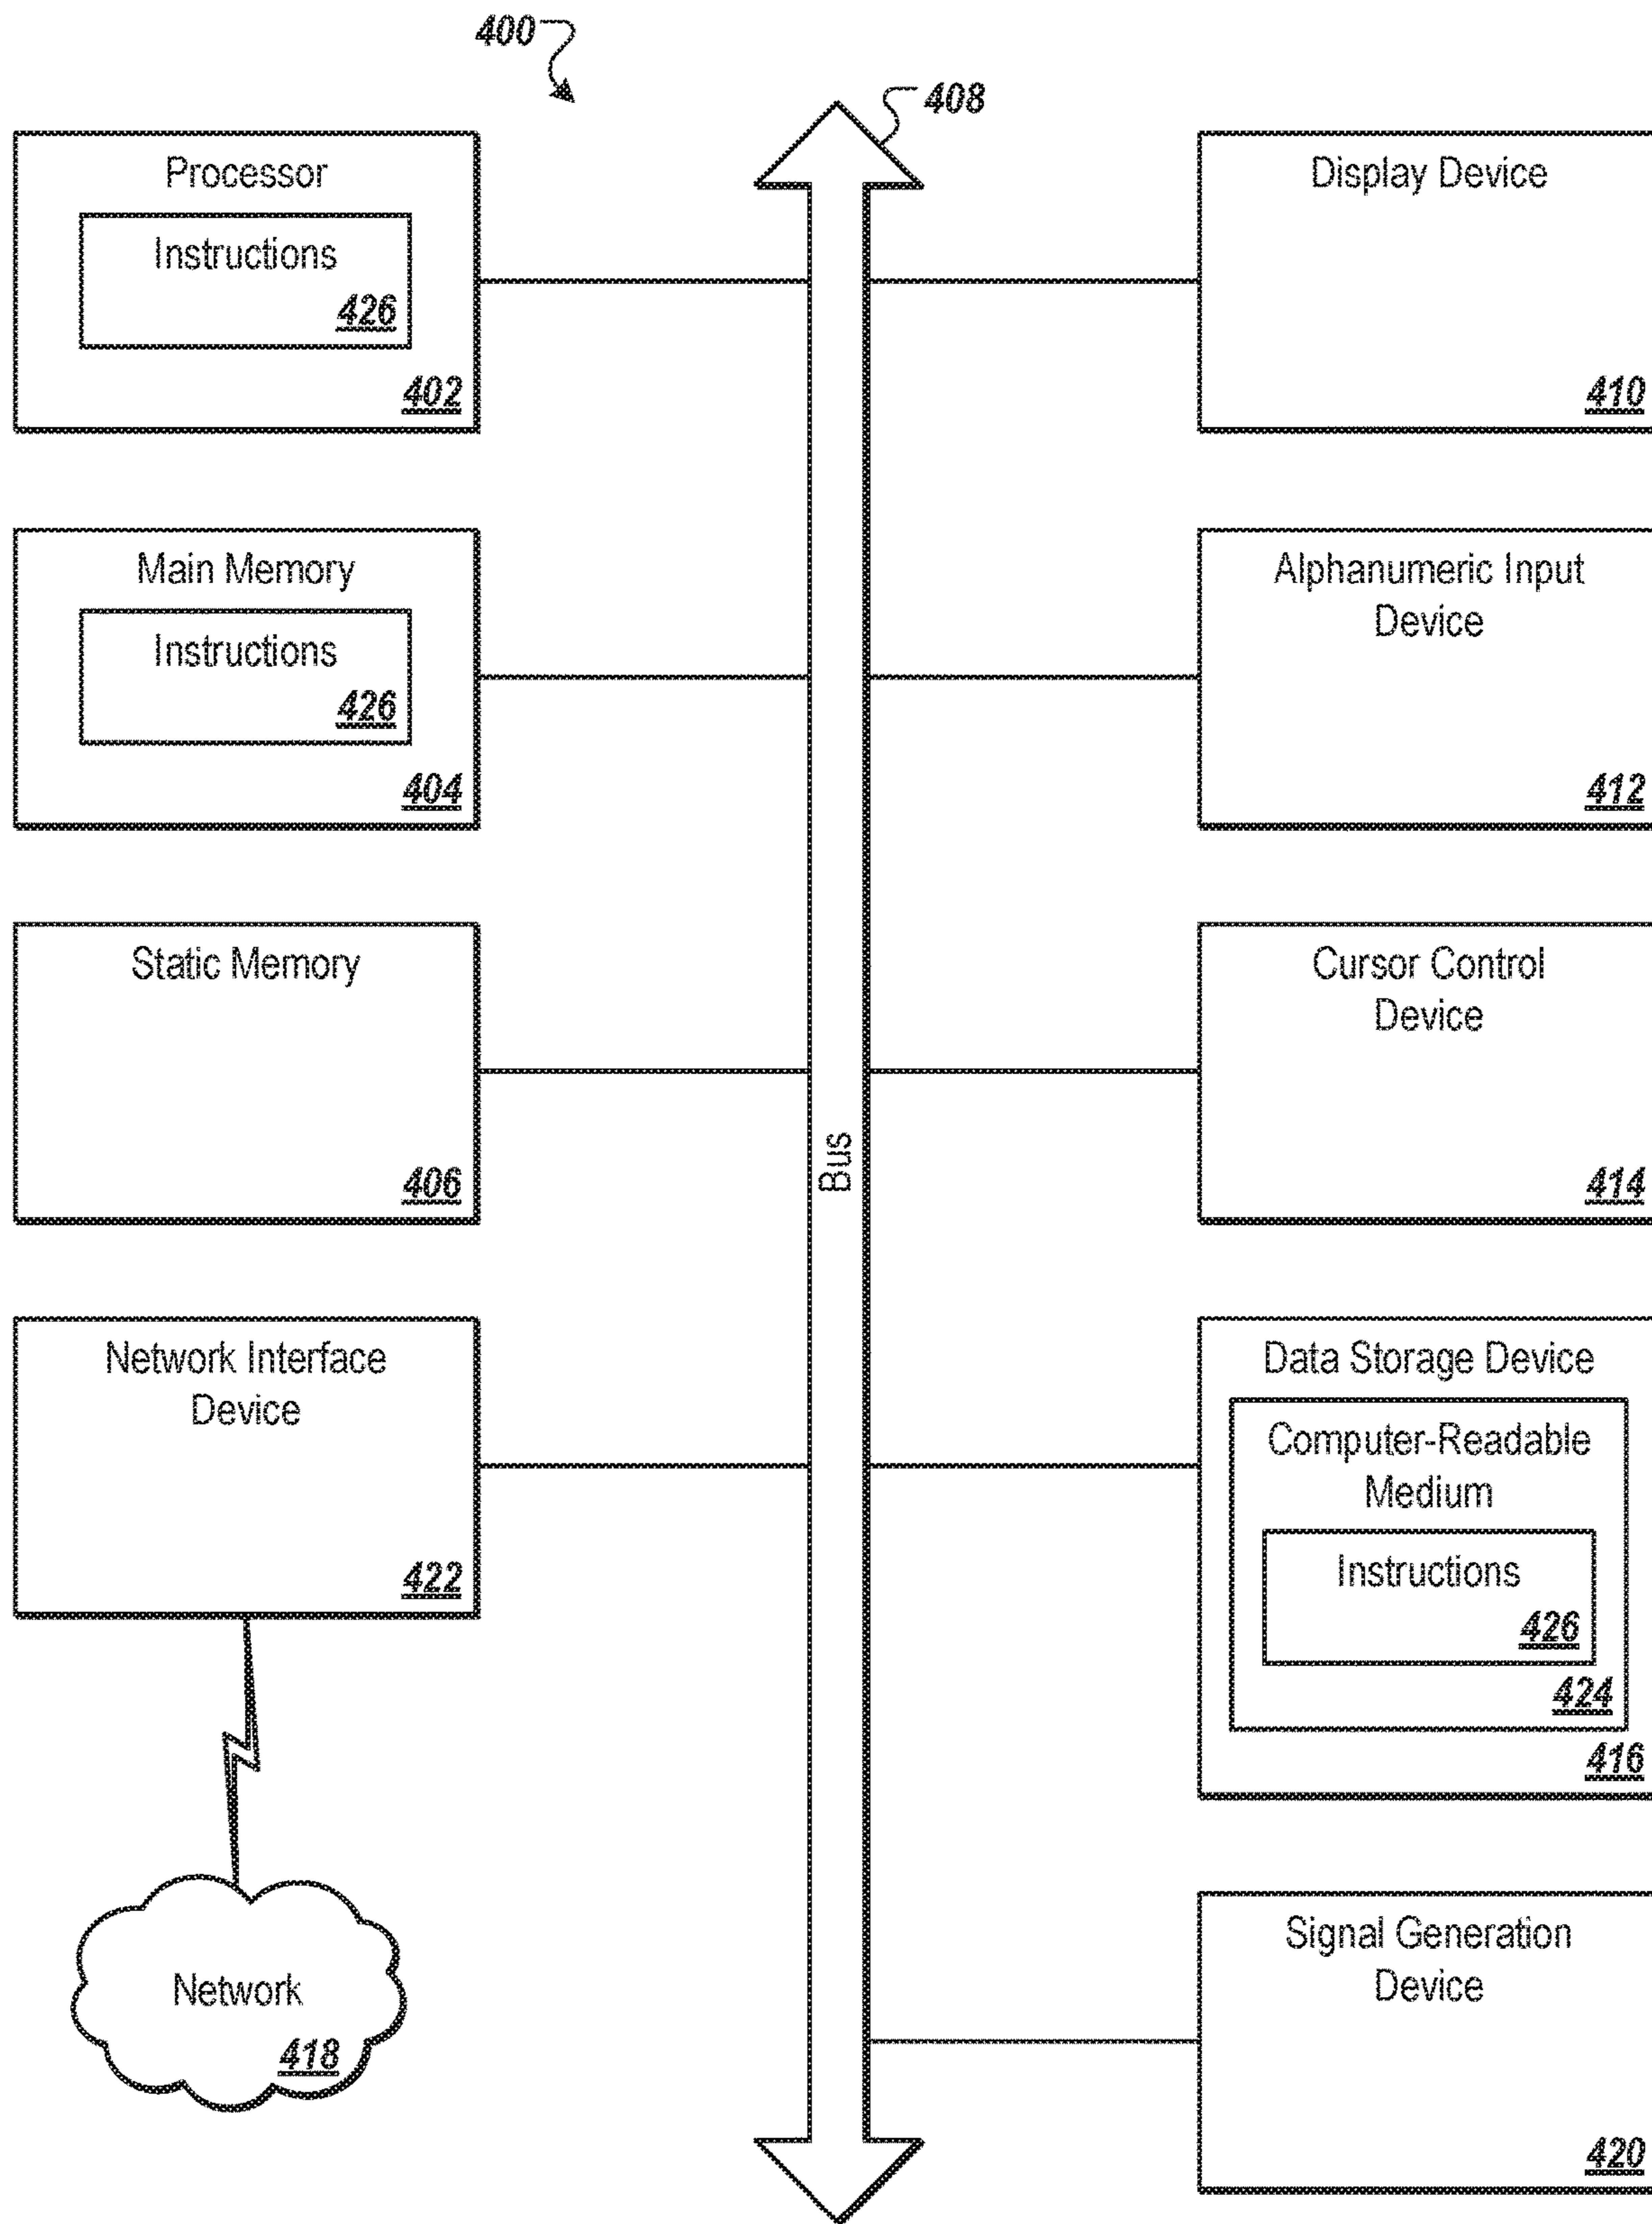 400
408
Processor
Instructions
426
402
Main Memory
Instructions
426
404
Static Memory
406
Network Interface
Device
422
Network
418
Bus
Display Device
410
Alphanumeric Input
Device
412
Cursor Control
Device
414
Data Storage Device
Computer-Readable
Medium
Instructions
426
424
416
Signal Generation
Device
420